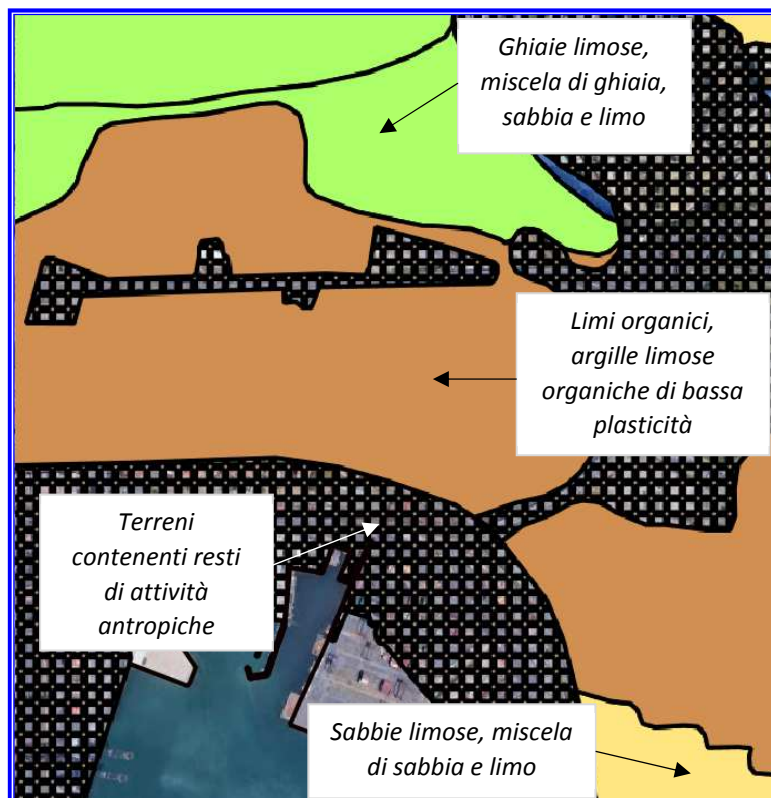 Ghiaie limose,
miscela di ghiaia,
sabbia e limo
Limi organici,
argille limose
organiche di bassa
plasticità
Terreni
contenenti resti
di attività
antropiche
Sabbie limose, miscela
di sabbia e limo